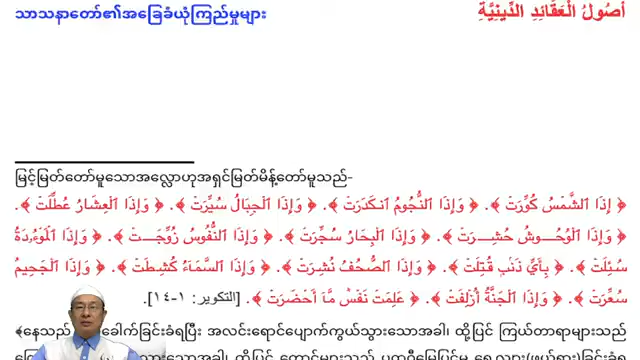 သာသနာတော်၏အခြေခံယုံကြည်မှုများ
أُصُولُ الْعَقَائِدِ الدِّينِيَّةِ
မြင့်မြတ်တော်မူသောအလ္လောဟ်အရှင်မြတ်မိန့်တော်မူသည်-
﴿ إِذَا ٱلشَّمْسُ كُوِّرَتْ ﴾. ﴿ وَإِذَا ٱلنُّجُومُ ٱنكَدَرَتْ ﴾. ﴿ وَإِذَا ٱلْجِبَالُ سُيِّرَتْ ﴾. ﴿ وَإِذَا ٱلْعِشَارُ عُطِّلَتْ ﴾.
﴿ وَإِذَا ٱلْوُحُوشُ حُشِرَتْ ﴾. ﴿ وَإِذَا ٱلْبِحَارُ سُجِّرَتْ ﴾. ﴿ وَإِذَا ٱلنُّفُوسُ زُوِّجَتْ ﴾. ﴿ وَإِذَا ٱلْمَوْءُۥدَةُ
سُئِلَتْ ﴾. ﴿ بِأَيِّ ذَنۢبٍ قُتِلَتْ ﴾. ﴿ وَإِذَا ٱلصُّحُفُ نُشِرَتْ ﴾. ﴿ وَإِذَا ٱلسَّمَآءُ كُشِطَتْ ﴾. ﴿ وَإِذَا ٱلْجَحِيمُ
سُعِّرَتْ ﴾. ﴿ وَإِذَا ٱلْجَنَّةُ أُزْلِفَتْ ﴾. ﴿ عَلِمَتْ نَفْسٌ مَّآ أَحْضَرَتْ ﴾. [التكوير: ١-١٤].
﴾နေသည် ခေါက်ခြင်းခံရပြီး အလင်းရောင်ပျောက်ကွယ်သွားသောအခါ၊ ထို့ပြင် ကြယ်တာရာများသည်